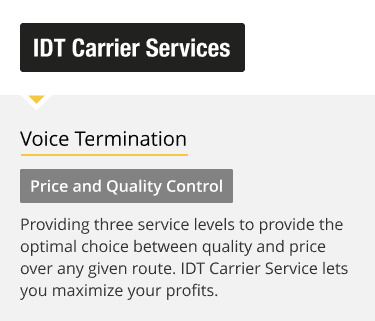 IDT Carrier Services
Voice Termination
Price and Quality Control
Providing three service levels to provide the
optimal choice between quality and price
over any given route. IDT Carrier Service lets
you maximize your profits.